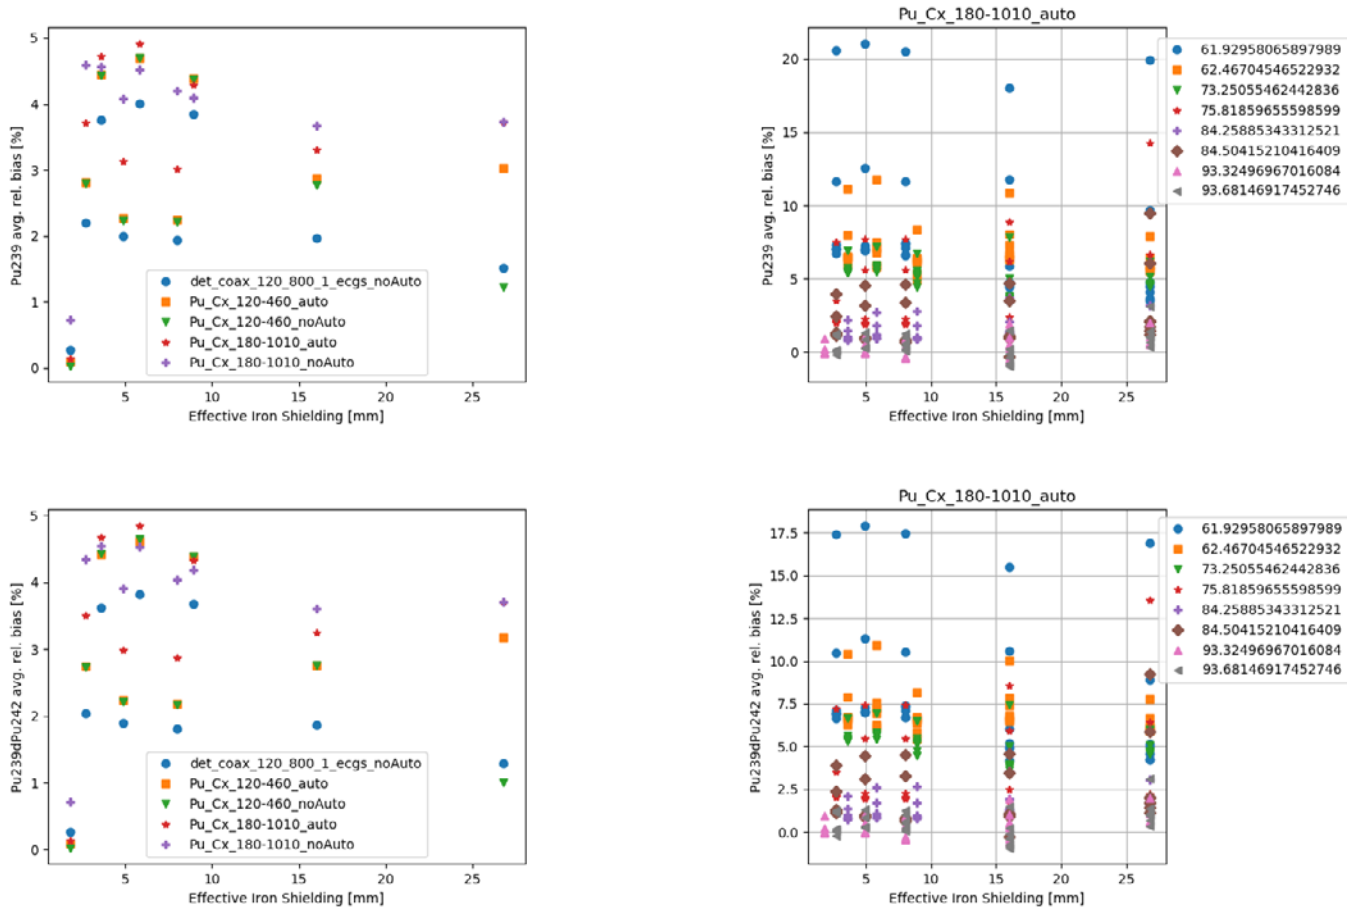 5
4
3
2
1
0
Pu239 avg. rel. bias [%]
det_coax_120_800_1_ecgs_noAuto
Pu_Cx_120-460_auto
Pu_Cx_120-460_noAuto
Pu_Cx_180-1010_auto
Pu_Cx_180-1010_noAuto
5 10 15 20 25
Effective Iron Shielding [mm]
Pu_Cx_180-1010_auto
20
15
10
5
0
Pu239 avg. rel. bias [%]
61.92958065897989
62.46704546522932
73.25055462442836
75.81859655598599
84.25885343312521
84.50415210416409
93.32496967016084
93.68146917452746
5 10 15 20 25
Effective Iron Shielding [mm]
5
4
3
2
1
0
Pu239dPu242 avg. rel. bias [%]
det_coax_120_800_1_ecgs_noAuto
Pu_Cx_120-460_auto
Pu_Cx_120-460_noAuto
Pu_Cx_180-1010_auto
Pu_Cx_180-1010_noAuto
5 10 15 20 25
Effective Iron Shielding [mm]
Pu_Cx_180-1010_auto
17.5
15.0
12.5
10.0
7.5
5.0
2.5
0.0
Pu239dPu242 avg. rel. bias [%]
61.92958065897989
62.46704546522932
73.25055462442836
75.81859655598599
84.25885343312521
84.50415210416409
93.32496967016084
93.68146917452746
5 10 15 20 25
Effective Iron Shielding [mm]